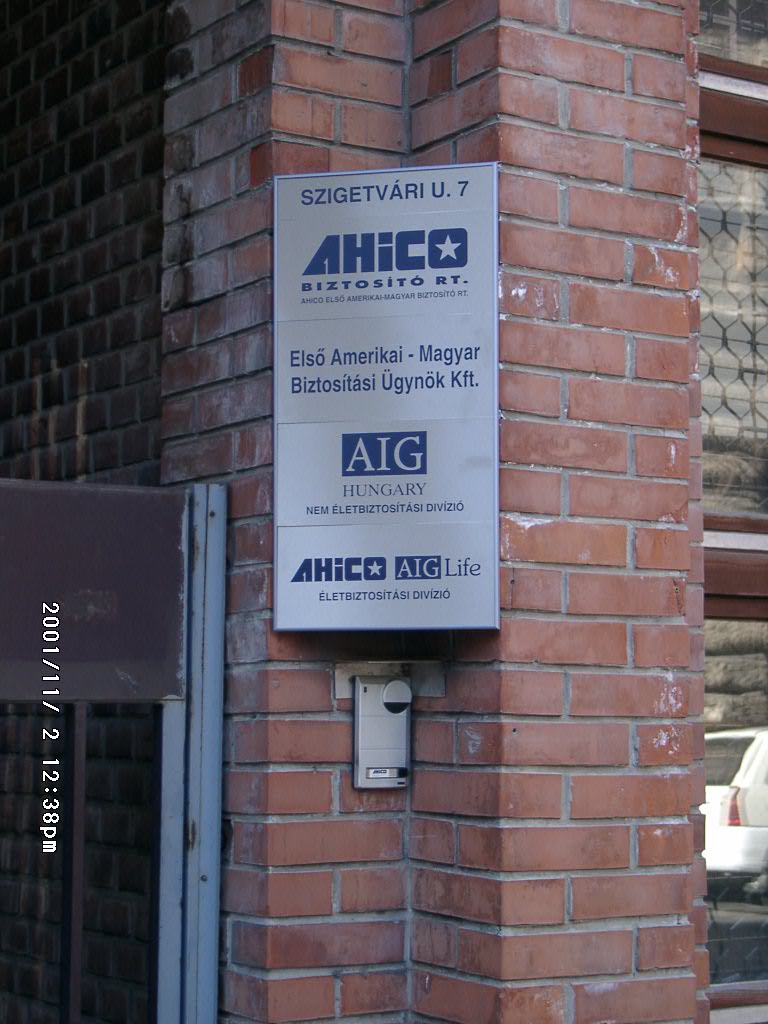 SZIGETVÁRI U. 7
AHiCO
BIZTOSÍTÓ RT.
AHICO ELSŐ AMERIKAI-MAGYAR BIZTOSÍTÓ RT.
Első Amerikai - Magyar
Biztosítási Ügynök Kft.
AIG
HUNGARY
NEM ÉLETBIZTOSÍTÁSI DIVÍZIÓ
AHiCO AIG Life
ÉLETBIZTOSÍTÁSI DIVÍZIÓ
AHiCO
2001/11/ 2 12:38pm